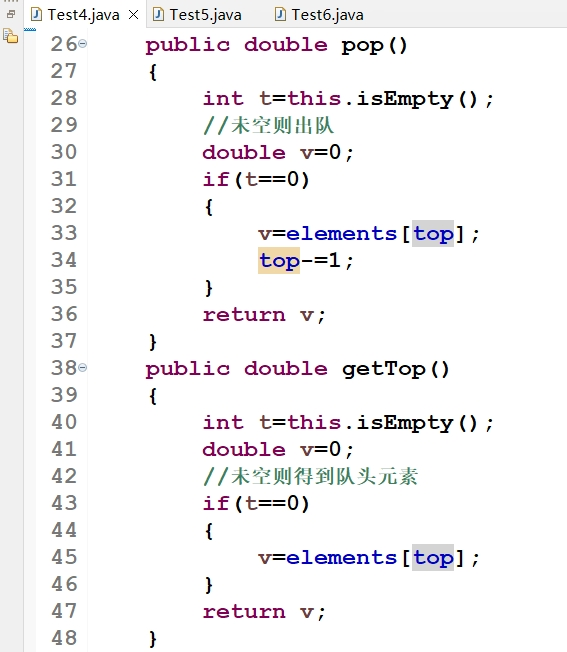 Test4.java Test5.java Test6.java
26 public double pop()
27 {
28 int t=this.isEmpty();
29 //未空则出队
30 double v=0;
31 if(t==0)
32 {
33 v=elements[top];
34 top-=1;
35 }
36 return v;
37 }
38 public double getTop()
39 {
40 int t=this.isEmpty();
41 double v=0;
42 //未空则得到队头元素
43 if(t==0)
44 {
45 v=elements[top];
46 }
47 return v;
48 }